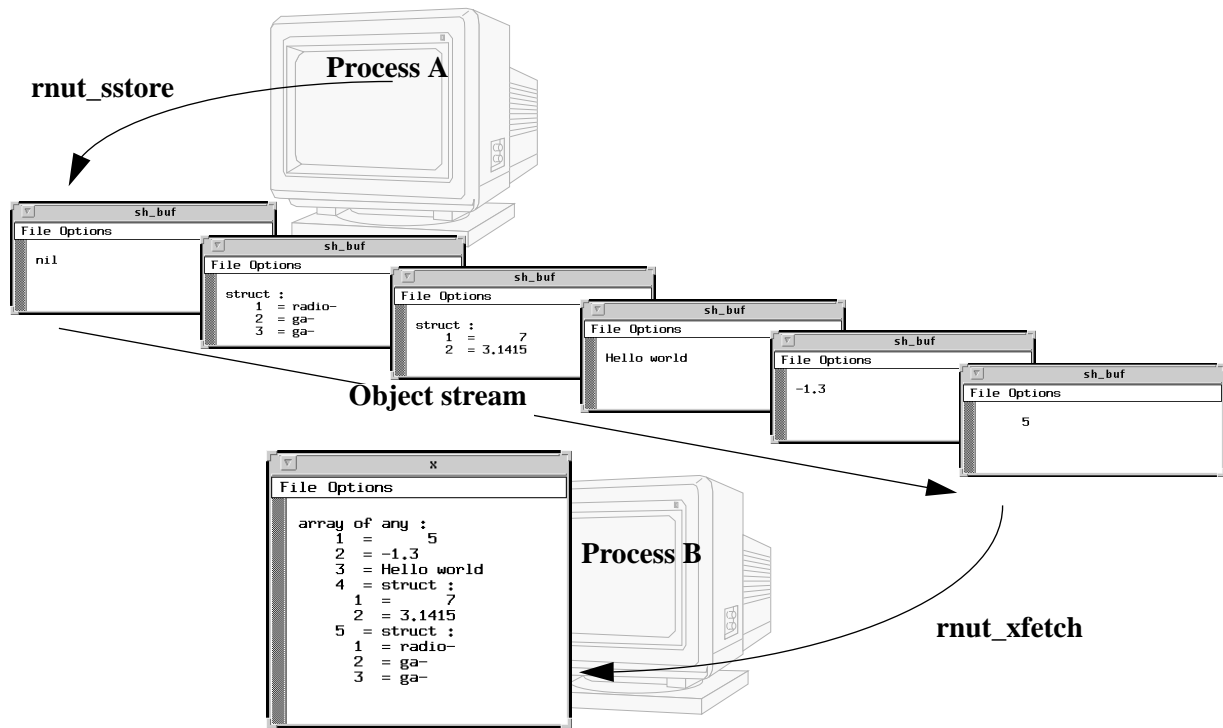 Process A
rnut_sstore
sh_buf
File Options
nil
sh_buf
File Options
struct :
1 = radio-
2 = ga-
3 = ga-
sh_buf
File Options
struct :
1 = 7
2 = 3.1415
sh_buf
File Options
Hello world
sh_buf
File Options
-1.3
sh_buf
File Options
5
Object stream
x
File Options
array of any :
1 = 5
2 = -1.3
3 = Hello world
4 = struct :
1 = 7
2 = 3.1415
5 = struct :
1 = radio-
2 = ga-
3 = ga-
Process B
rnut_xfetch